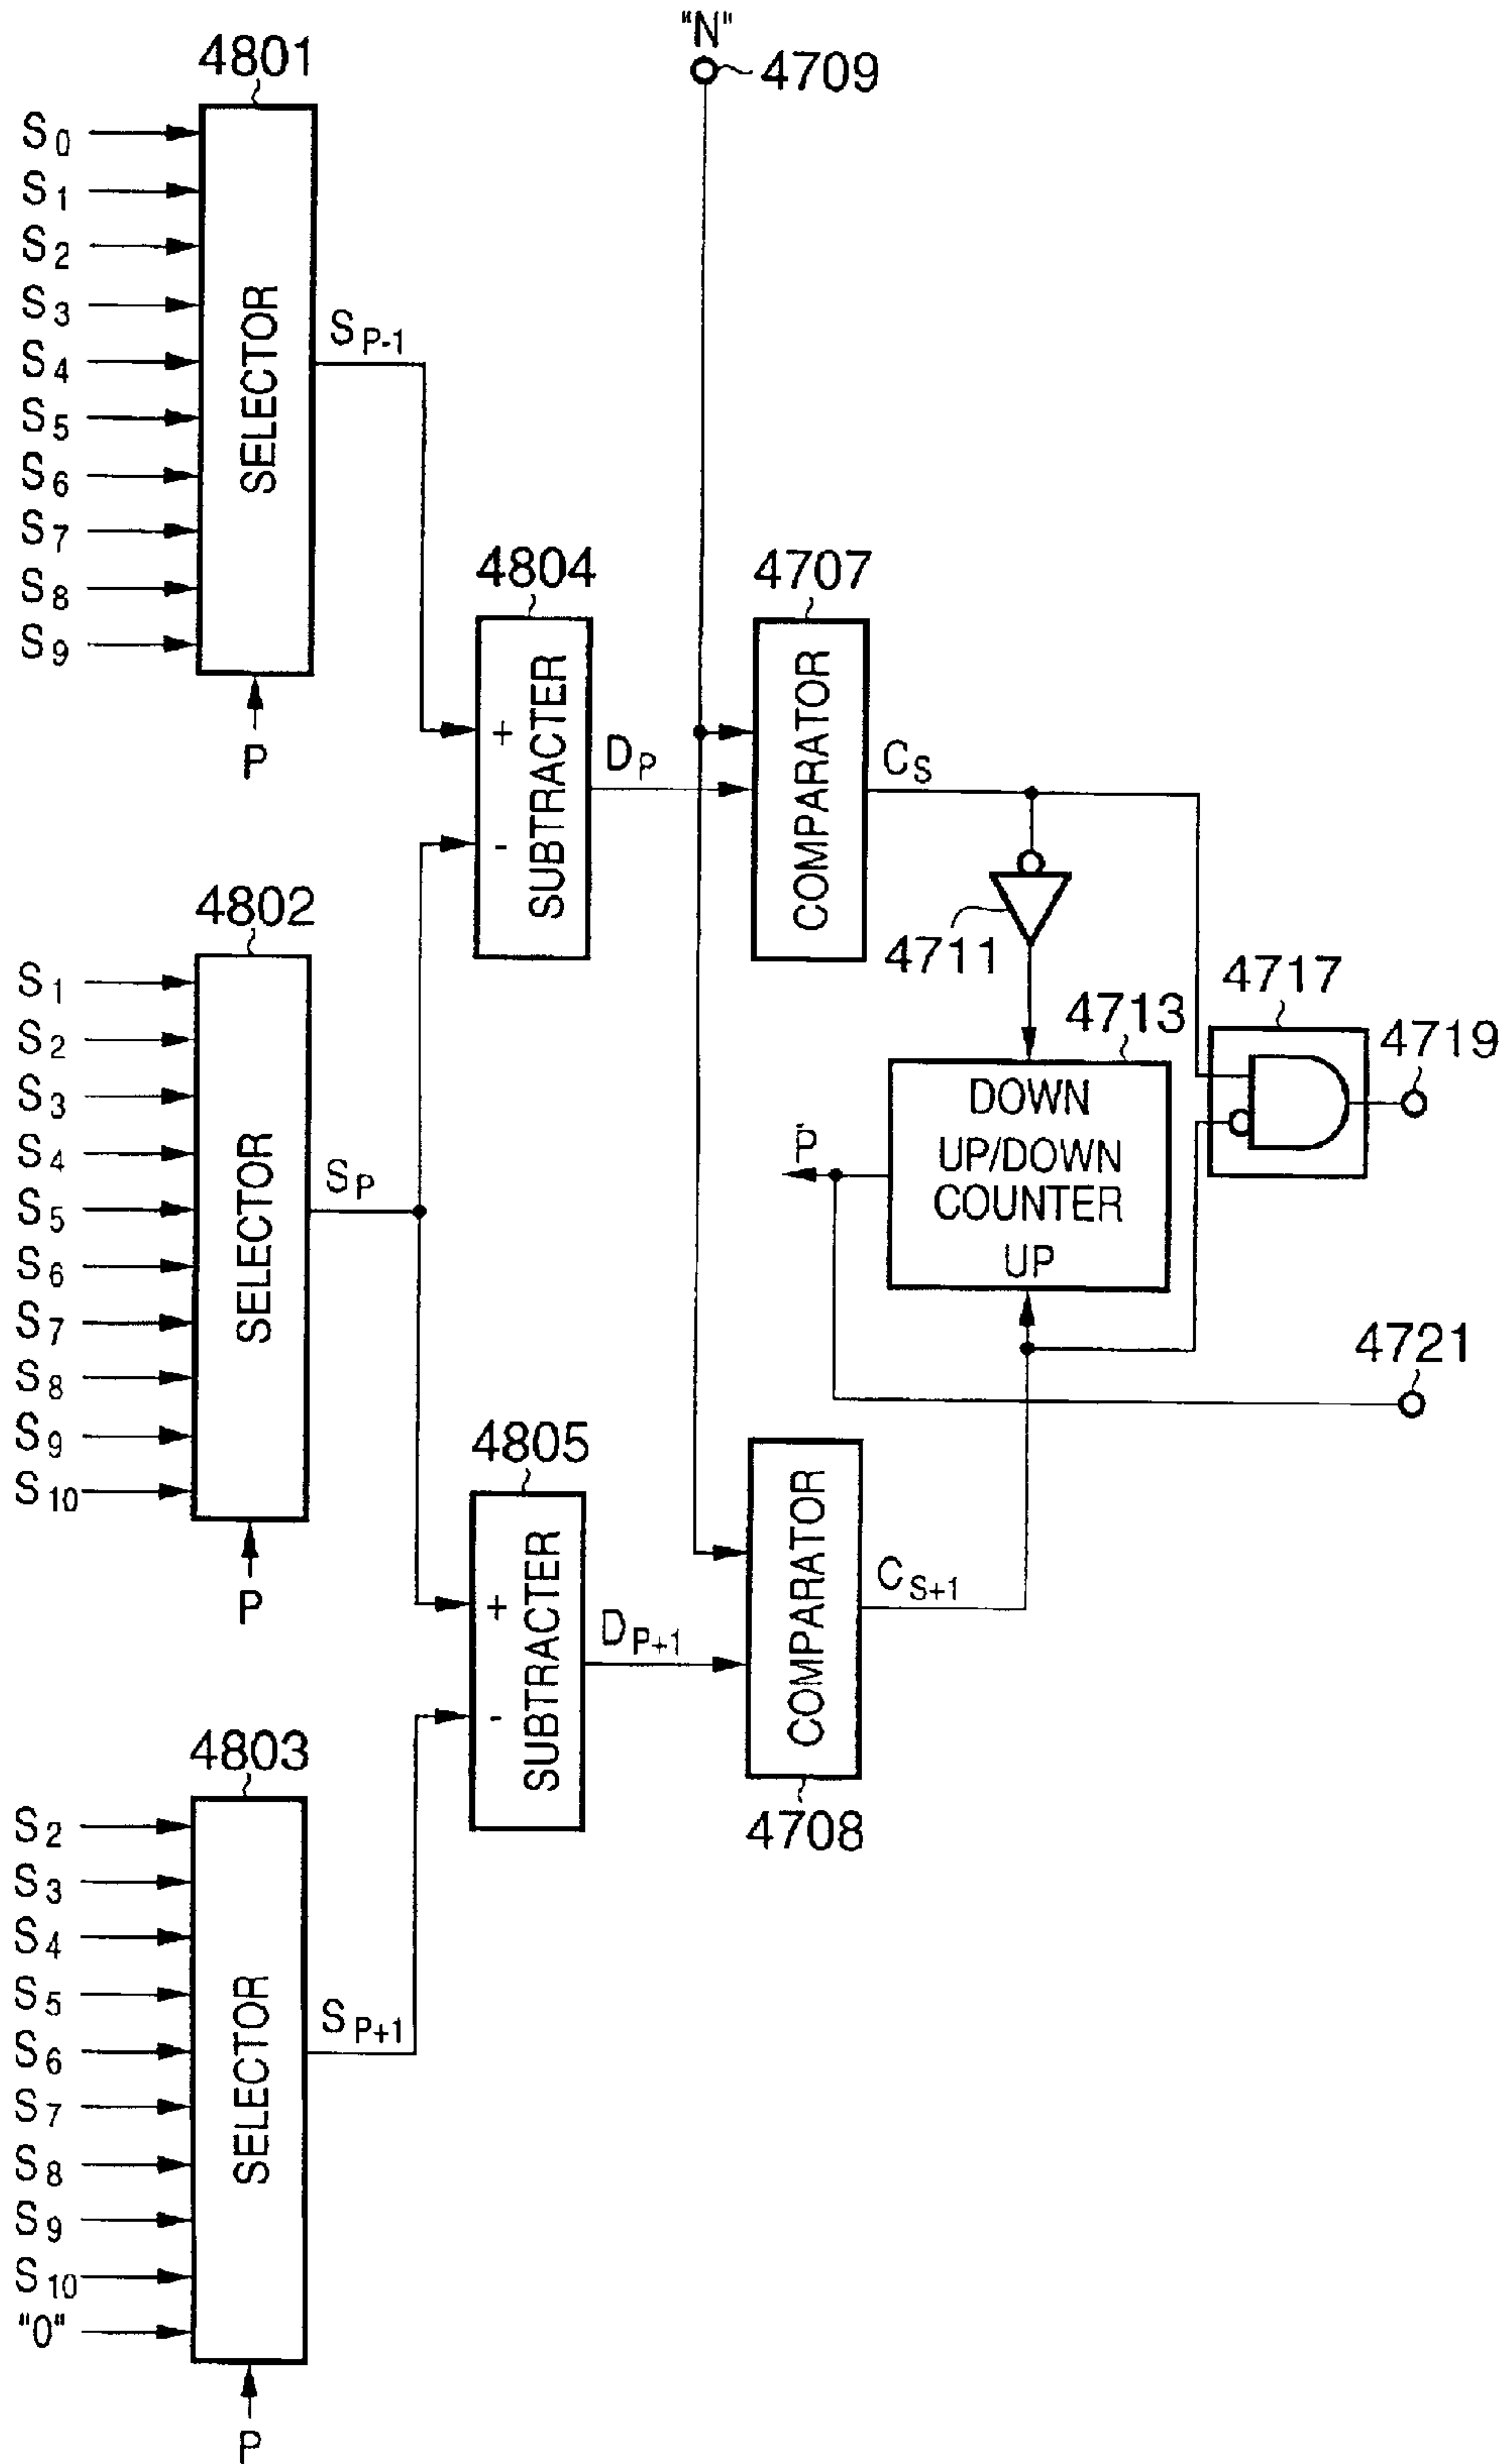 "N"
4709
4801
S0
S1
S2
S3
S4
S5
S6
S7
S8
S9
SELECTOR
P
SP-1
4804
+
-
SUBTRACTER
DP
4707
COMPARATOR
CS
4711
4713
DOWN
UP/DOWN
COUNTER
UP
P
4717
4719
4721
4802
S1
S2
S3
S4
S5
S6
S7
S8
S9
S10
SELECTOR
P
SP
4805
+
-
SUBTRACTER
DP+1
COMPARATOR
4708
CS+1
4803
S2
S3
S4
S5
S6
S7
S8
S9
S10
"0"
SELECTOR
P
SP+1